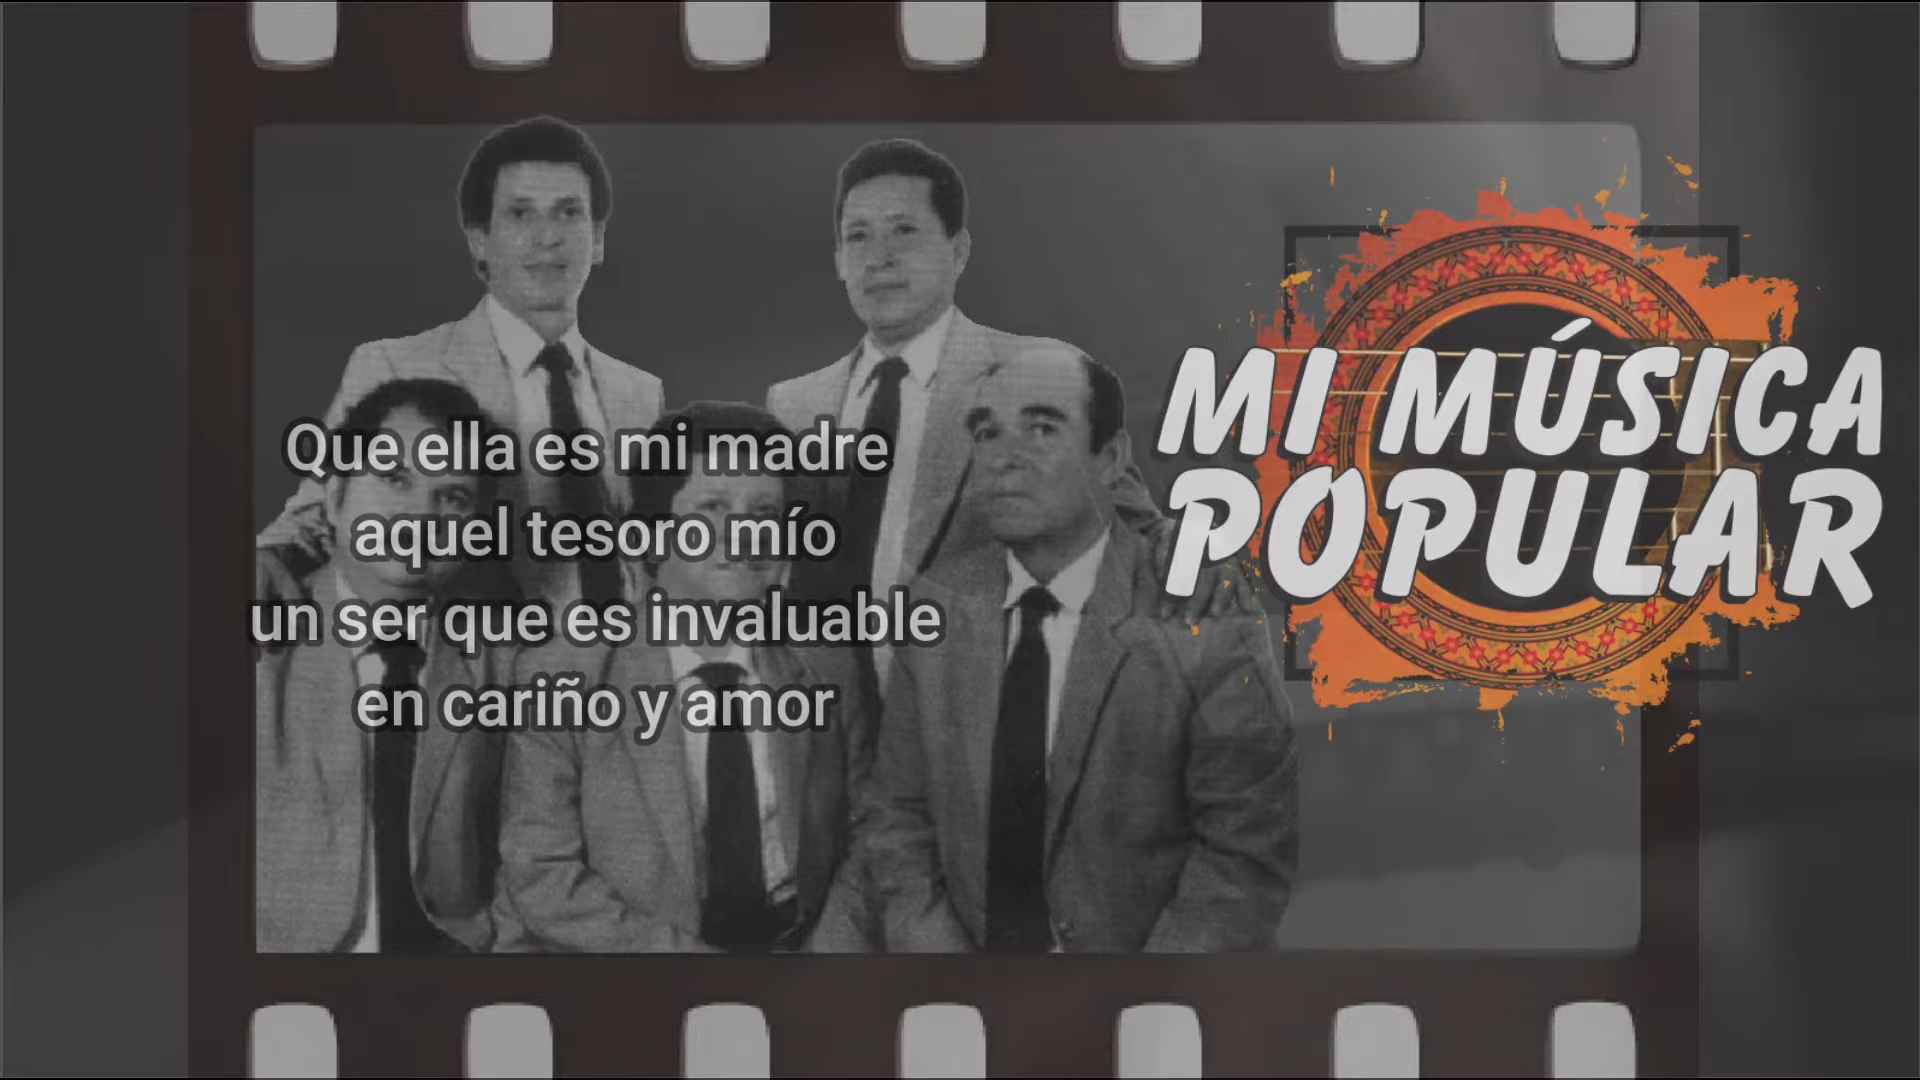 Que ella es mi madre
aquel tesoro mío
un ser que es invaluable
en cariño y amor
MI MÚSICA
POPULAR